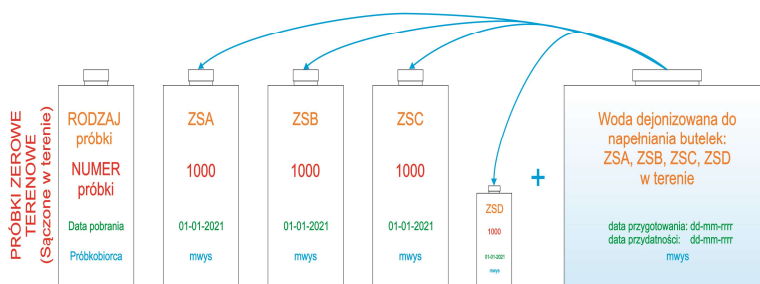 PRÓBKI ZEROWE
TERENOWE
(Sączone w terenie)
RODZAJ
próbki
NUMER
próbki
Data pobrania
Próbkobiorca
ZSA
1000
01-01-2021
mwys
ZSB
1000
01-01-2021
mwys
ZSC
1000
01-01-2021
mwys
ZSD
1000
01-01-2021
mwys
+
Woda dejonizowana do
napełniania butelek:
ZSA, ZSB, ZSC, ZSD
w terenie
data przygotowania: dd-mm-rrrr
data przydatności: dd-mm-rrrr
mwys